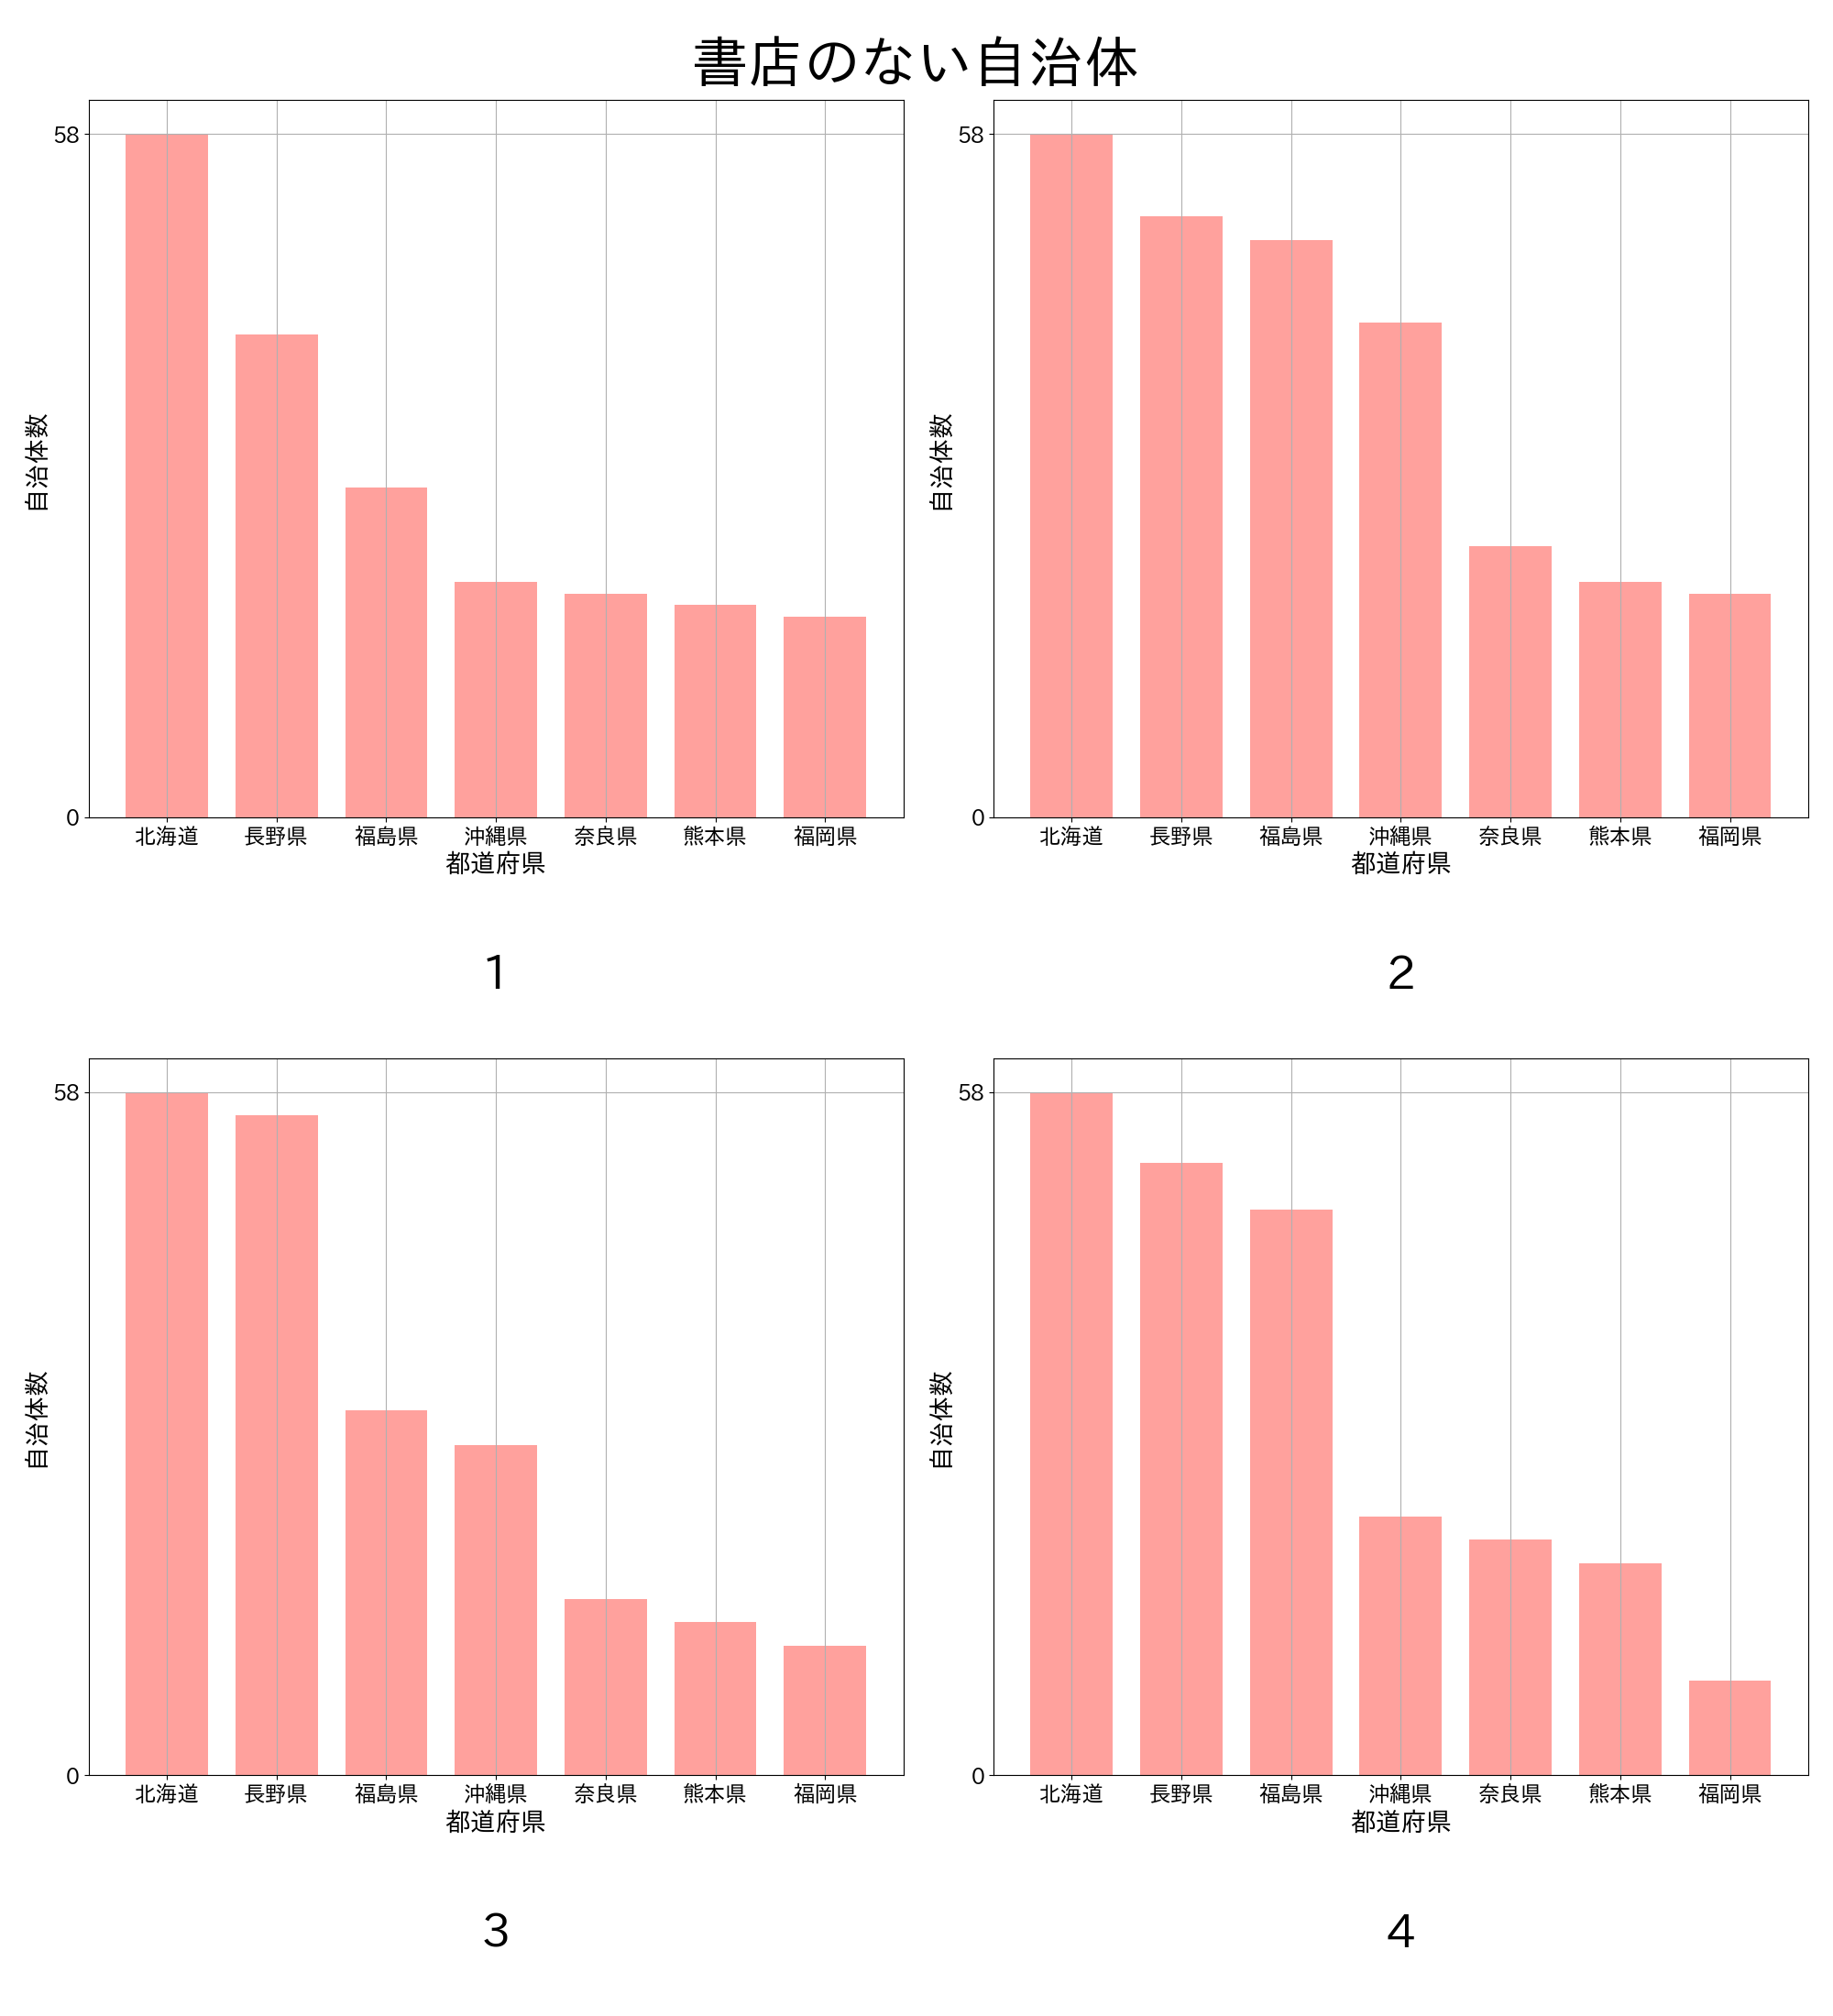 書店のない自治体
58
0
自治体数
北海道 長野県 福島県 沖縄県 奈良県 熊本県 福岡県
都道府県
1
58
0
自治体数
北海道 長野県 福島県 沖縄県 奈良県 熊本県 福岡県
都道府県
2
58
0
自治体数
北海道 長野県 福島県 沖縄県 奈良県 熊本県 福岡県
都道府県
3
58
0
自治体数
北海道 長野県 福島県 沖縄県 奈良県 熊本県 福岡県
都道府県
4